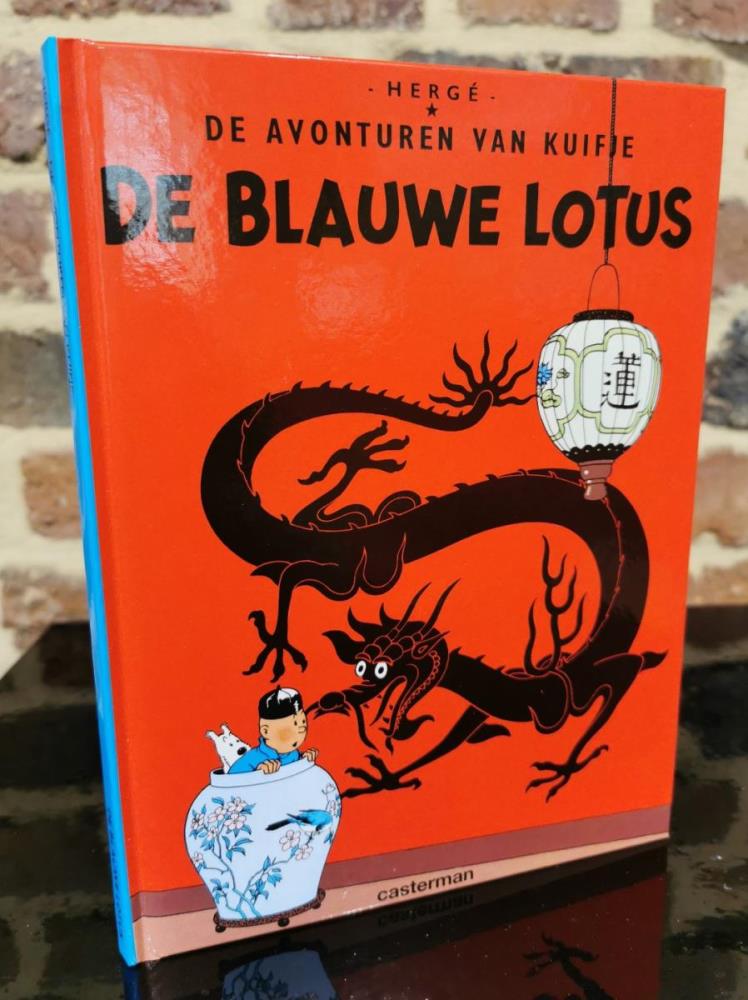 - HERGÉ -
DE AVONTUREN VAN KUIFJE
DE BLAUWE LOTUS
蓮
casterman